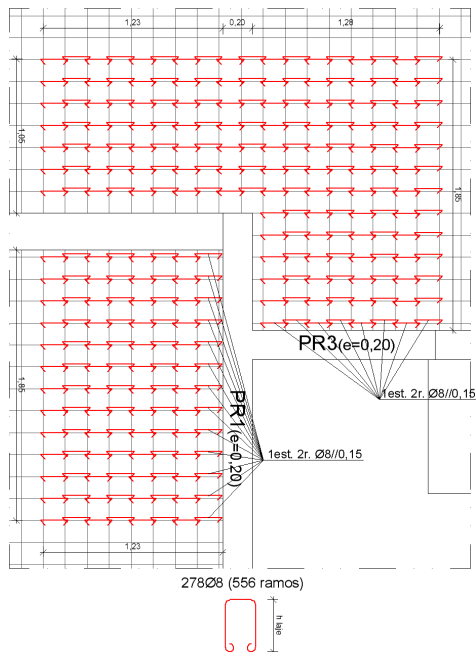 1,23
0,20
1,28
1,05
1,85
PR3(e=0,20)
1est. 2r. Ø8//0,15
1,85
PR1(e=0,20)
1est. 2r. Ø8//0,15
1,23
278Ø8 (556 ramos)
h laje